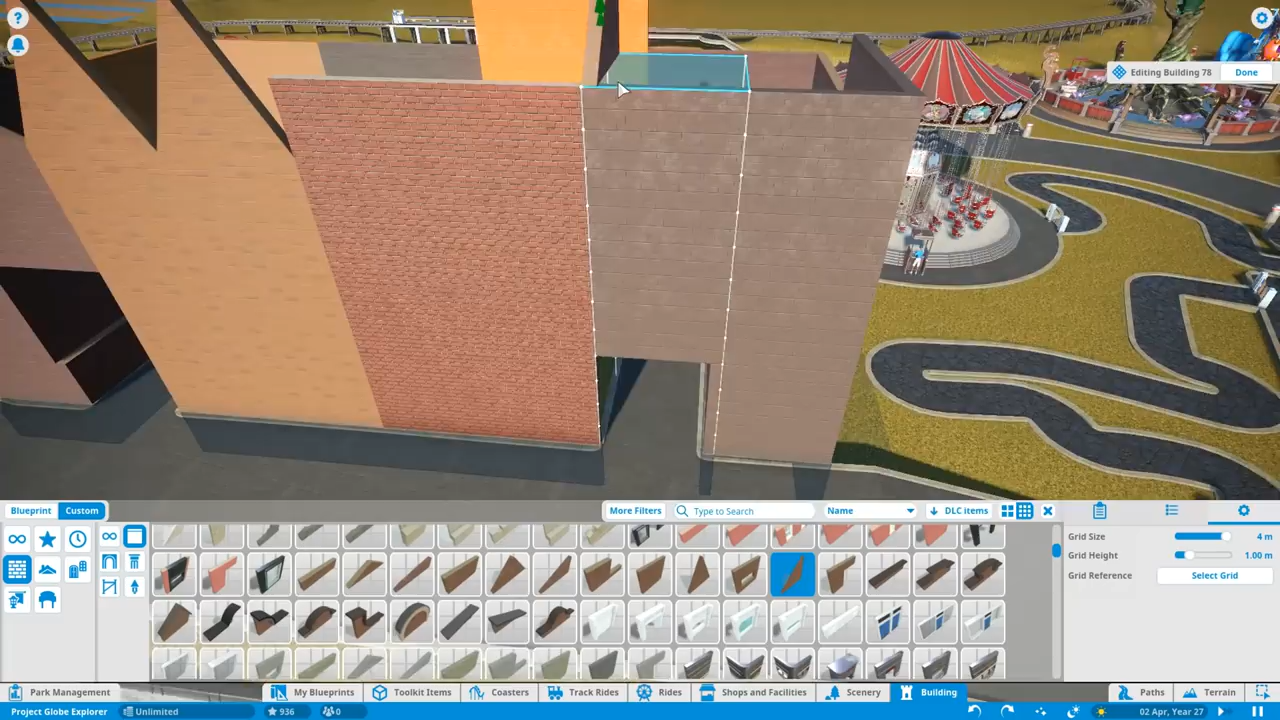 ?
Editing Building 78
Done
Blueprint
Custom
More Filters
Type to Search
Name
DLC items
Grid Size
4 m
Grid Height
1.00 m
Grid Reference
Select Grid
Park Management
My Blueprints
Toolkit Items
Coasters
Track Rides
Rides
Shops and Facilities
Scenery
Building
Paths
Terrain
Project Globe Explorer
Unlimited
936
0
02 Apr, Year 27